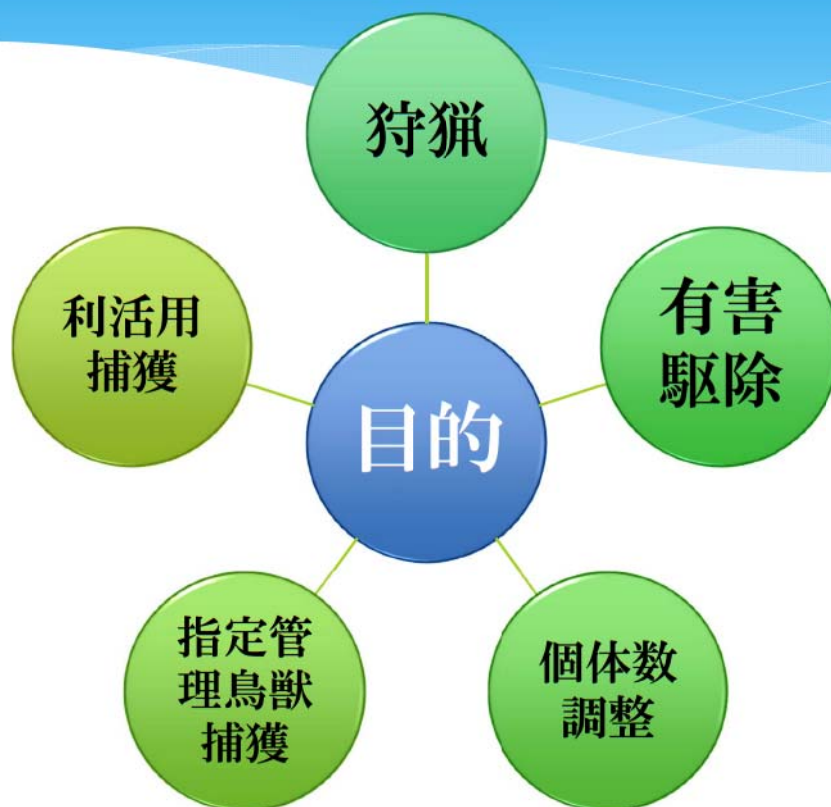 狩猟
有害
駆除
個体数
調整
指定管
理鳥獣
捕獲
利活用
捕獲
目的